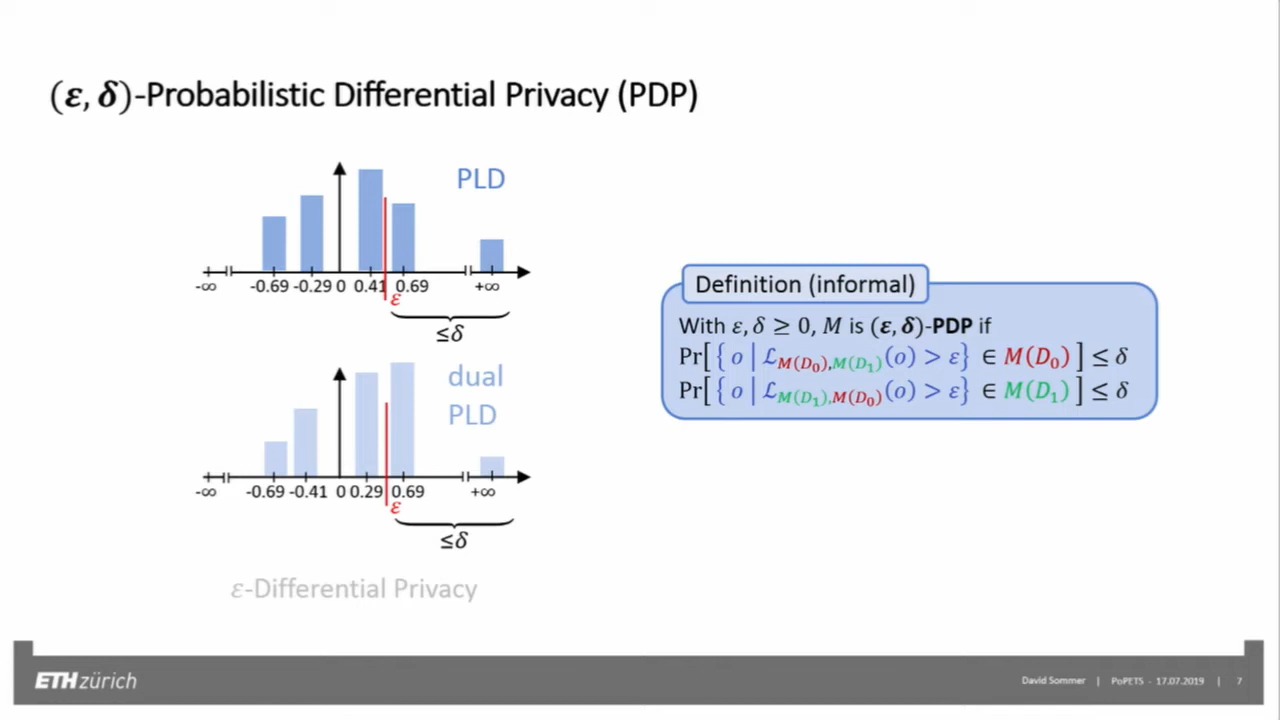 (ε, δ)-Probabilistic Differential Privacy (PDP)
PLD
-∞ -0.69 -0.29 0 0.41 0.69 +∞
ε
≤δ
dual
PLD
-∞ -0.69 -0.41 0 0.29 0.69 +∞
ε
≤δ
ε-Differential Privacy
Definition (informal)
With ε, δ ≥ 0, M is (ε, δ)-PDP if
Pr[ { o | ℒ_{M(D₀),M(D₁)}(o) > ε} ∈ M(D₀) ] ≤ δ
Pr[ { o | ℒ_{M(D₁),M(D₀)}(o) > ε} ∈ M(D₁) ] ≤ δ
ETH zürich
David Sommer | PoPETS - 17.07.2019 | 7